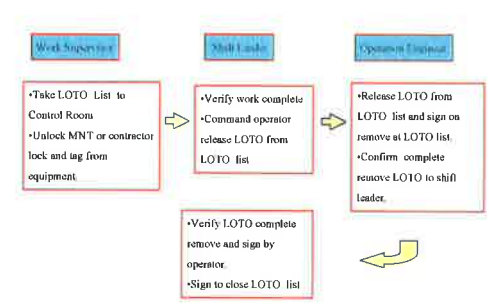 Work Supervisor
Shift Leader
Operation Engineer
•Take LOTO List to
Control Room
•Unlock MNT or contractor
lock and tag from
equipment.
•Verify work complete
•Command operator
release LOTO from
LOTO list
•Release LOTO from
LOTO list and sign on
remove at LOTO list.
•Confirm complete
remove LOTO to shift
leader.
•Verify LOTO complete
remove and sign by
operator.
•Sign to close LOTO list